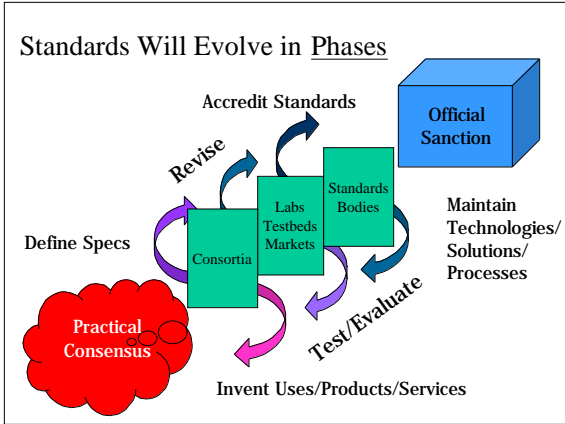 Standards Will Evolve in Phases
Accredit Standards
Official
Sanction
Revise
Standards
Bodies
Labs
Testbeds
Markets
Maintain
Technologies/
Solutions/
Processes
Define Specs
Consortia
Test/Evaluate
Practical
Consensus
Invent Uses/Products/Services